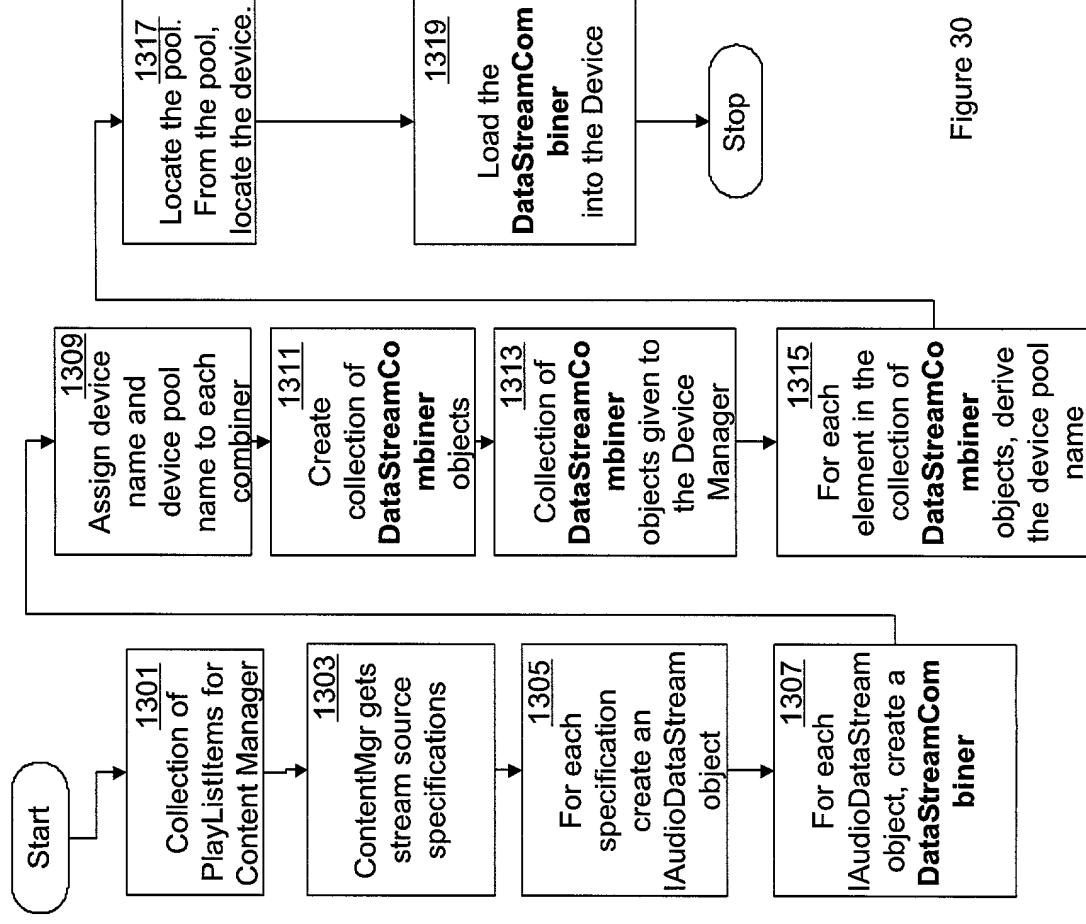 Start
1301
Collection of
PlayListItems for
Content Manager
1303
ContentMgr gets
stream source
specifications
1305
For each
specification
create an
IAudioDataStream
object
1307
For each
IAudioDataStream
object, create a
DataStreamCom
biner
1309
Assign device
name and
device pool
name to each
combiner
1311
Create
collection of
DataStreamCo
mbiner
objects
1313
Collection of
DataStreamCo
mbiner
objects given to
the Device
Manager
1315
For each
element in the
collection of
DataStreamCo
mbiner
objects, derive
the device pool
name
1317
Locate the pool.
From the pool,
locate the device.
1319
Load the
DataStreamCom
biner
into the Device
Stop
Figure 30